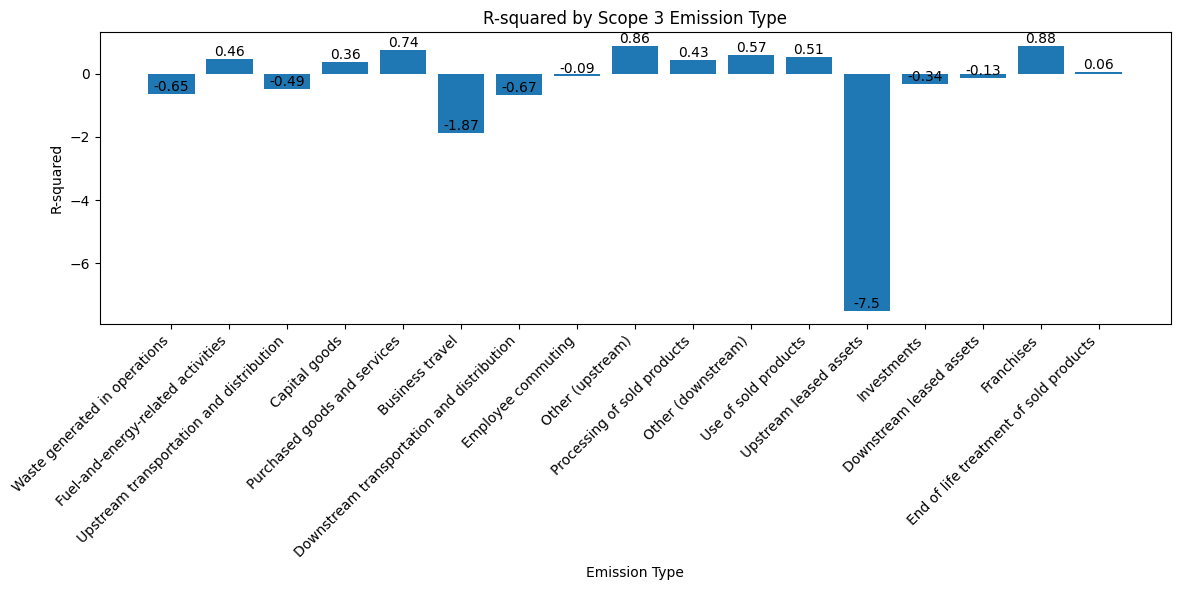 R-squared by Scope 3 Emission Type
R-squared
0
−2
−4
−6
-0.65
0.46
-0.49
0.36
0.74
-1.87
-0.67
-0.09
0.86
0.43
0.57
0.51
-7.5
-0.34
-0.13
0.88
0.06
Waste generated in operations
Fuel-and-energy-related activities
Upstream transportation and distribution
Capital goods
Purchased goods and services
Business travel
Downstream transportation and distribution
Employee commuting
Other (upstream)
Processing of sold products
Other (downstream)
Use of sold products
Upstream leased assets
Investments
Downstream leased assets
Franchises
End of life treatment of sold products
Emission Type